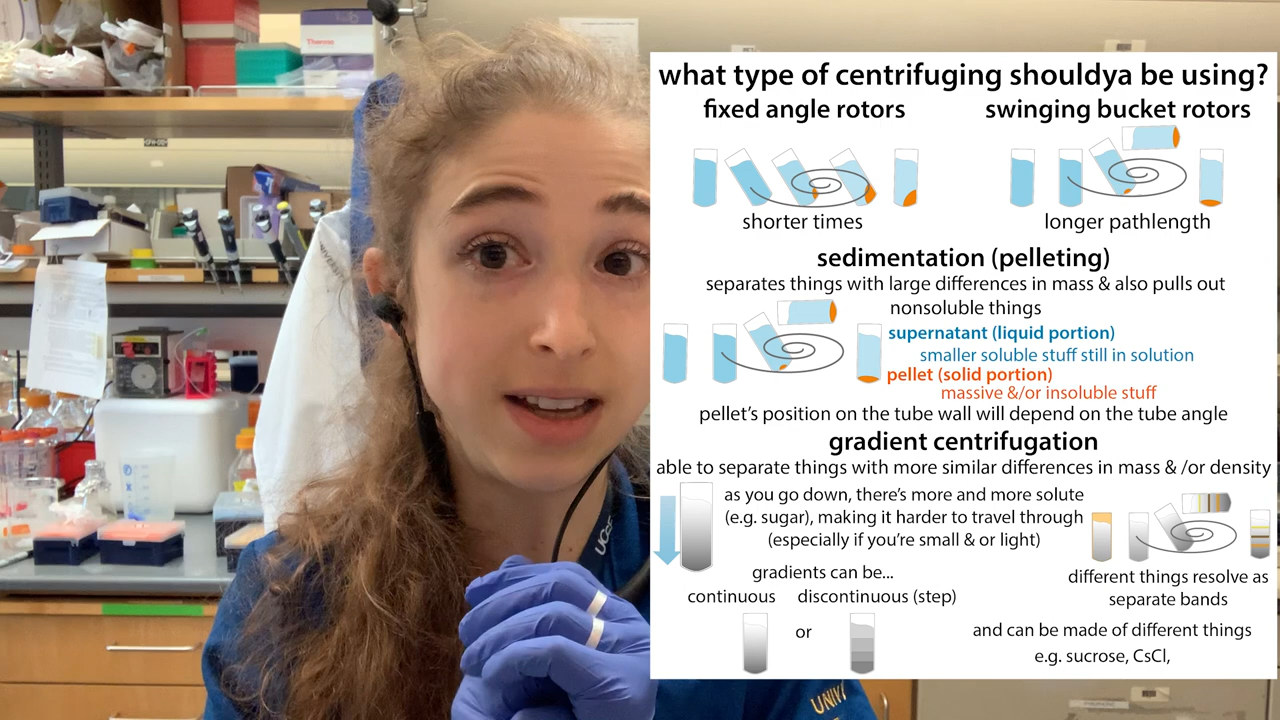 what type of centrifuging shouldya be using?
fixed angle rotors
swinging bucket rotors
shorter times
longer pathlength
sedimentation (pelleting)
separates things with large differences in mass & also pulls out
nonsoluble things
supernatant (liquid portion)
smaller soluble stuff still in solution
pellet (solid portion)
massive &/or insoluble stuff
pellet's position on the tube wall will depend on the tube angle
gradient centrifugation
able to separate things with more similar differences in mass & /or density
as you go down, there's more and more solute
(e.g. sugar), making it harder to travel through
(especially if you're small & or light)
gradients can be...
continuous discontinuous (step)
or
different things resolve as
separate bands
and can be made of different things
e.g. sucrose, CsCl,
Thermo